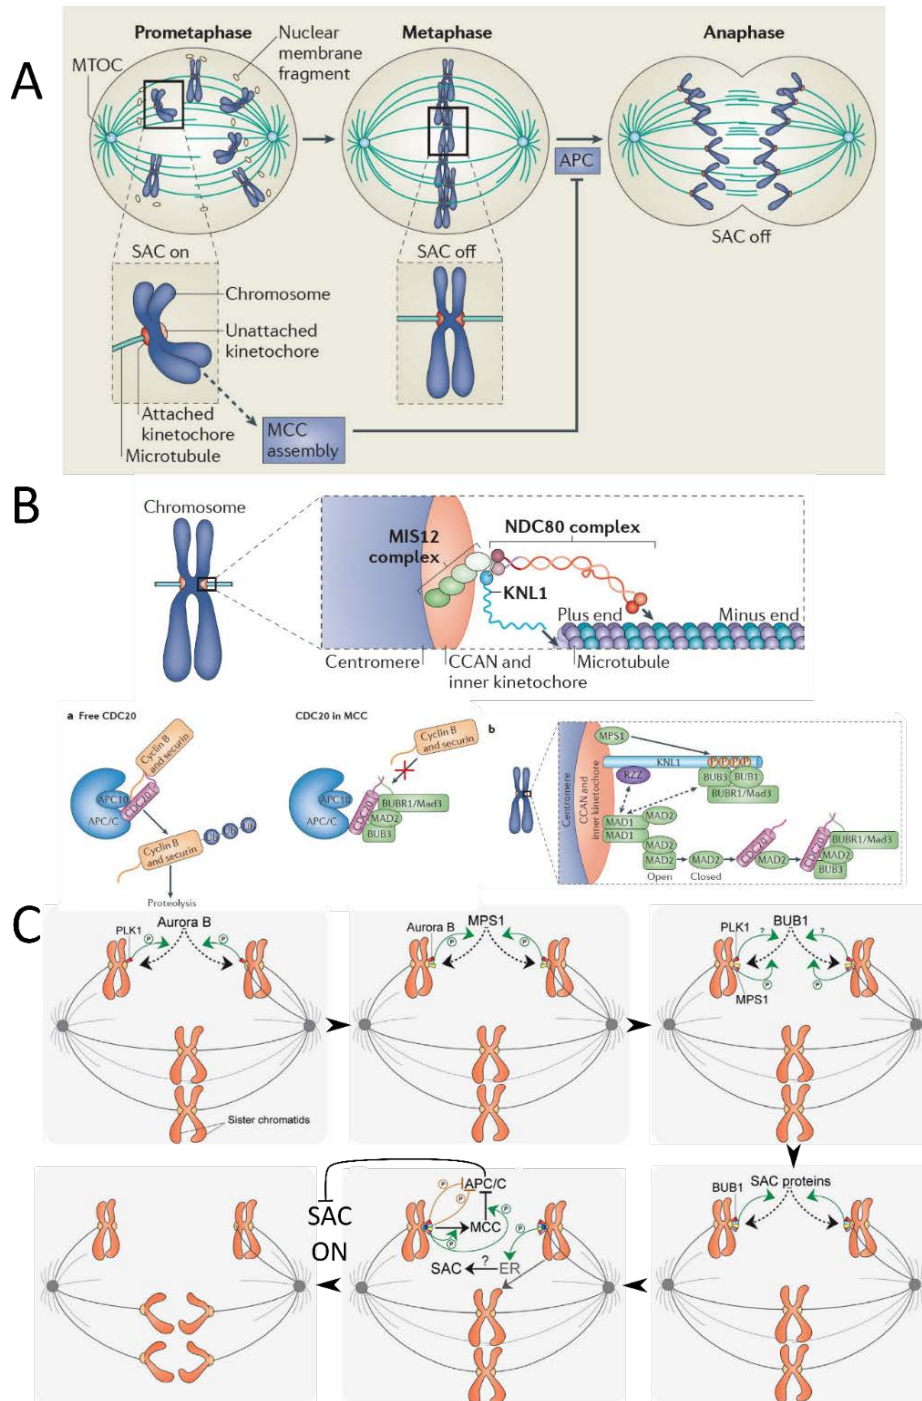 A
Prometaphase
Metaphase
Anaphase
Nuclear
membrane
fragment
MTOC
APC
SAC on
SAC off
SAC off
Chromosome
Unattached
kinetochore
Attached
kinetochore
Microtubule
MCC
assembly
B
Chromosome
MIS12
complex
NDC80 complex
KNL1
Plus end
Minus end
Centromere
CCAN and
inner kinetochore
Microtubule
a Free CDC20
CDC20 in MCC
Cyclin B
and securin
APC10
CDC20
APC/C
Cyclin B
and securin
Ub Ub Ub
Proteolysis
Cyclin B
and securin
APC10
CDC20
APC/C
BUBR1/Mad3
MAD2
BUB3
b
Centromere
CCAN and
inner kinetochore
MPS1
KNL1
P P P P
RZZ
BUB3 BUB1
BUBR1/Mad3
MAD1
MAD1
MAD2
MAD2
MAD2
Open
MAD2
Closed
CDC20
MAD2
CDC20
BUBR1/Mad3
MAD2
BUB3
C
Aurora B
PLK1
P
P
Sister chromatids
MPS1
Aurora B
P
P
BUB1
PLK1
?
?
MPS1
P
P
SAC
ON
P
P
APC/C
MCC
P
P
P
SAC
?
ER
SAC proteins
BUB1